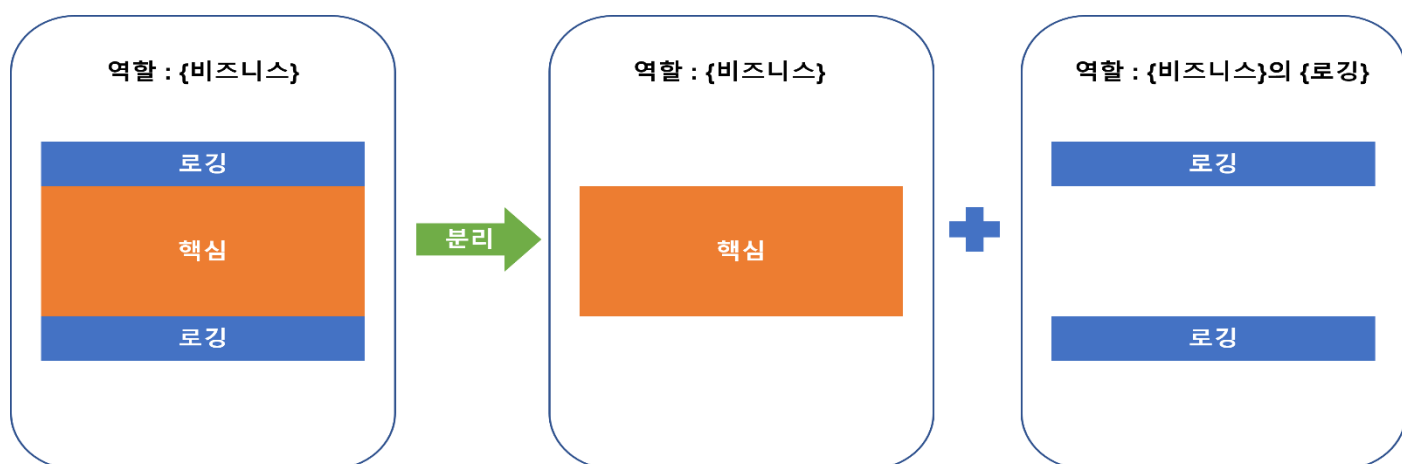 역할 : {비즈니스}
로깅
핵심
로깅
분리
역할 : {비즈니스}
핵심
역할 : {비즈니스}의 {로깅}
로깅
로깅